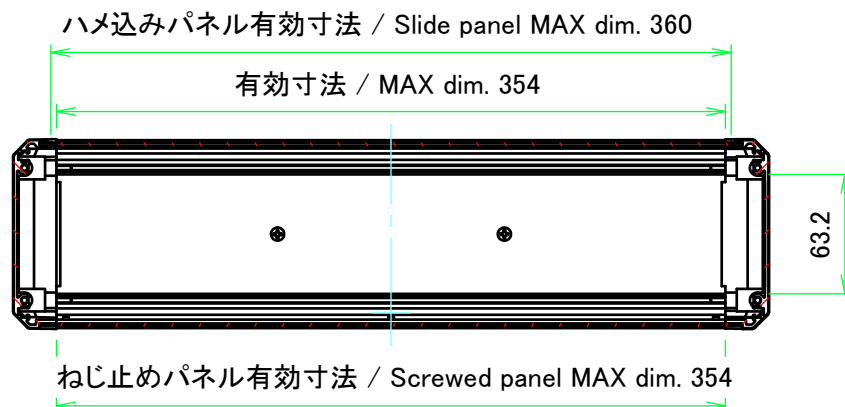 ハメ込みパネル有効寸法 / Slide panel MAX dim. 360
有効寸法 / MAX dim. 354
63.2
ねじ止めパネル有効寸法 / Screwed panel MAX dim. 354